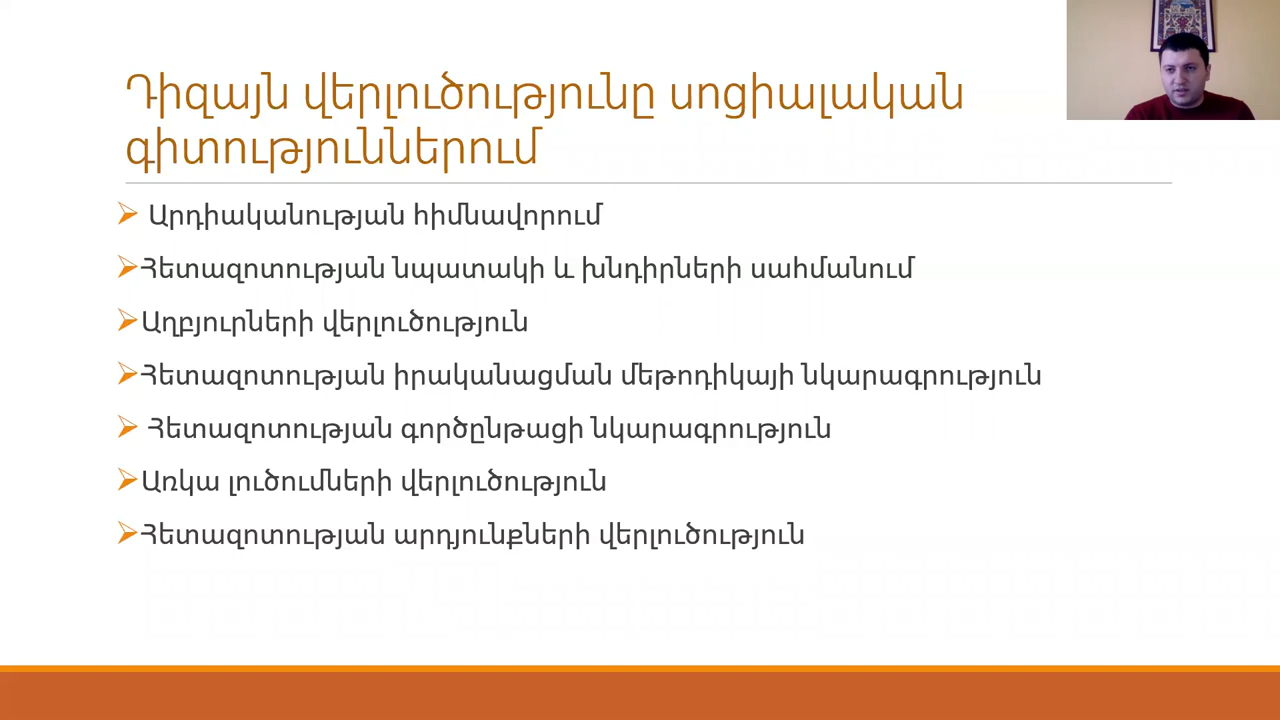 Դիզայն վերլուծությունը սոցիալական
գիտություններում
Արդիականության հիմնավորում
Հետազոտության նպատակի և խնդիրների սահմանում
Աղբյուրների վերլուծություն
Հետազոտության իրականացման մեթոդիկայի նկարագրություն
Հետազոտության գործընթացի նկարագրություն
Առկա լուծումների վերլուծություն
Հետազոտության արդյունքների վերլուծություն